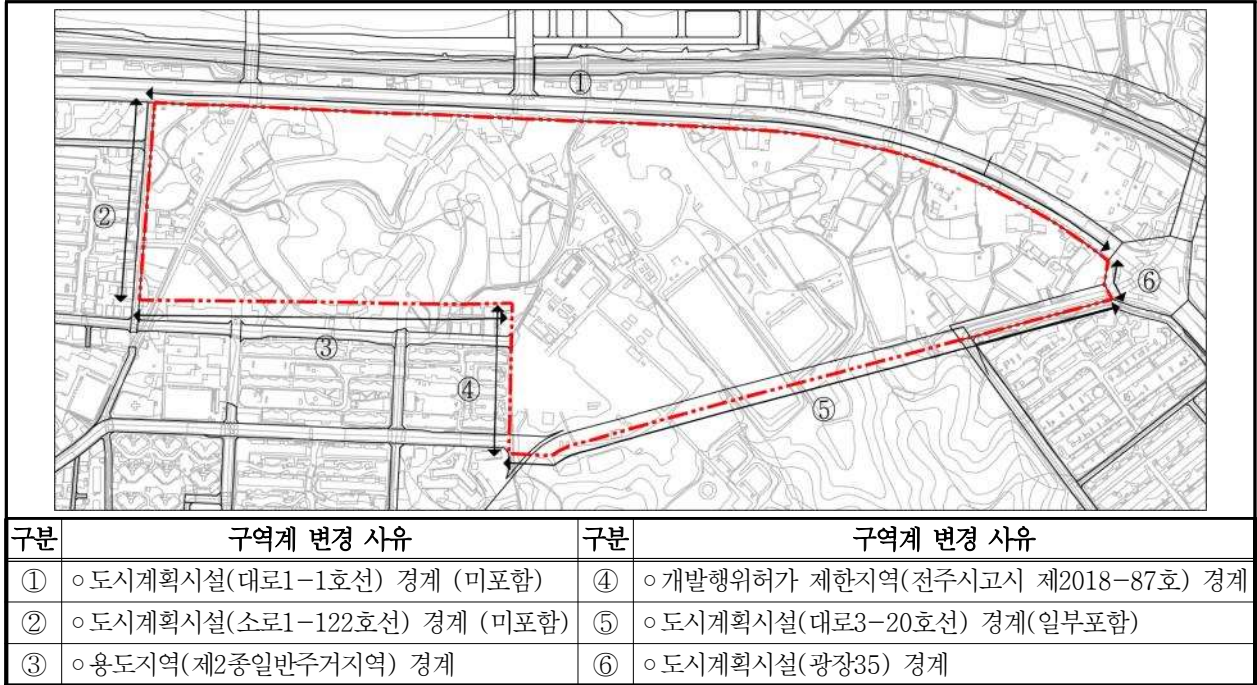 ①
②
⑥
③
④
⑤
구분 구역계 변경 사유 구분 구역계 변경 사유
① ○도시계획시설(대로1-1호선) 경계 (미포함) ④ ○개발행위허가 제한지역(전주시고시 제2018-87호) 경계
② ○도시계획시설(소로1-122호선) 경계 (미포함) ⑤ ○도시계획시설(대로3-20호선) 경계(일부포함)
③ ○용도지역(제2종일반주거지역) 경계 ⑥ ○도시계획시설(광장35) 경계